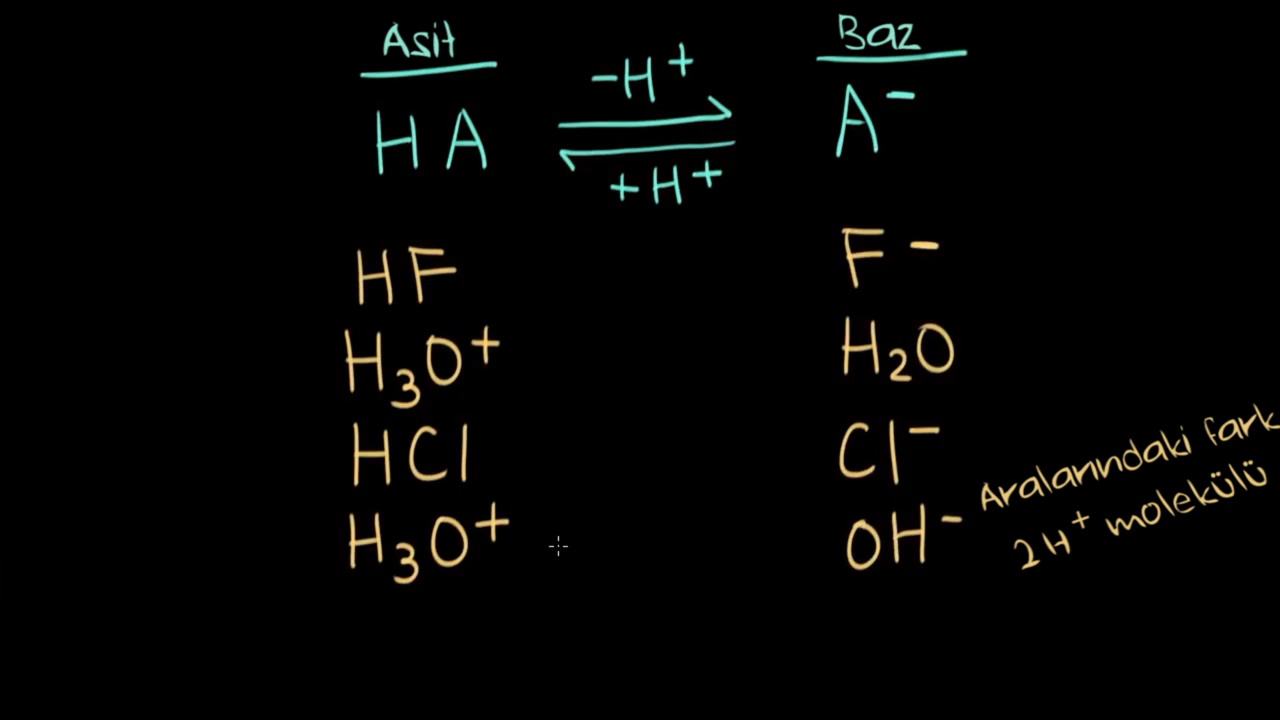 Asit Baz
HA -H⁺ A⁻
+H⁺
HF F⁻
H₃O⁺ H₂O
HCl Cl⁻
H₃O⁺ OH⁻
Aralarındaki fark
2H⁺ molekülü